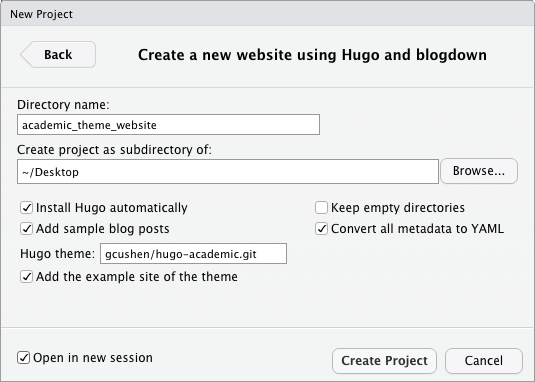 New Project
Back
Create a new website using Hugo and blogdown
Directory name:
academic_theme_website
Create project as subdirectory of:
~/Desktop
Browse...
Install Hugo automatically
Keep empty directories
Add sample blog posts
Convert all metadata to YAML
Hugo theme: gcushen/hugo-academic.git
Add the example site of the theme
Open in new session
Create Project
Cancel